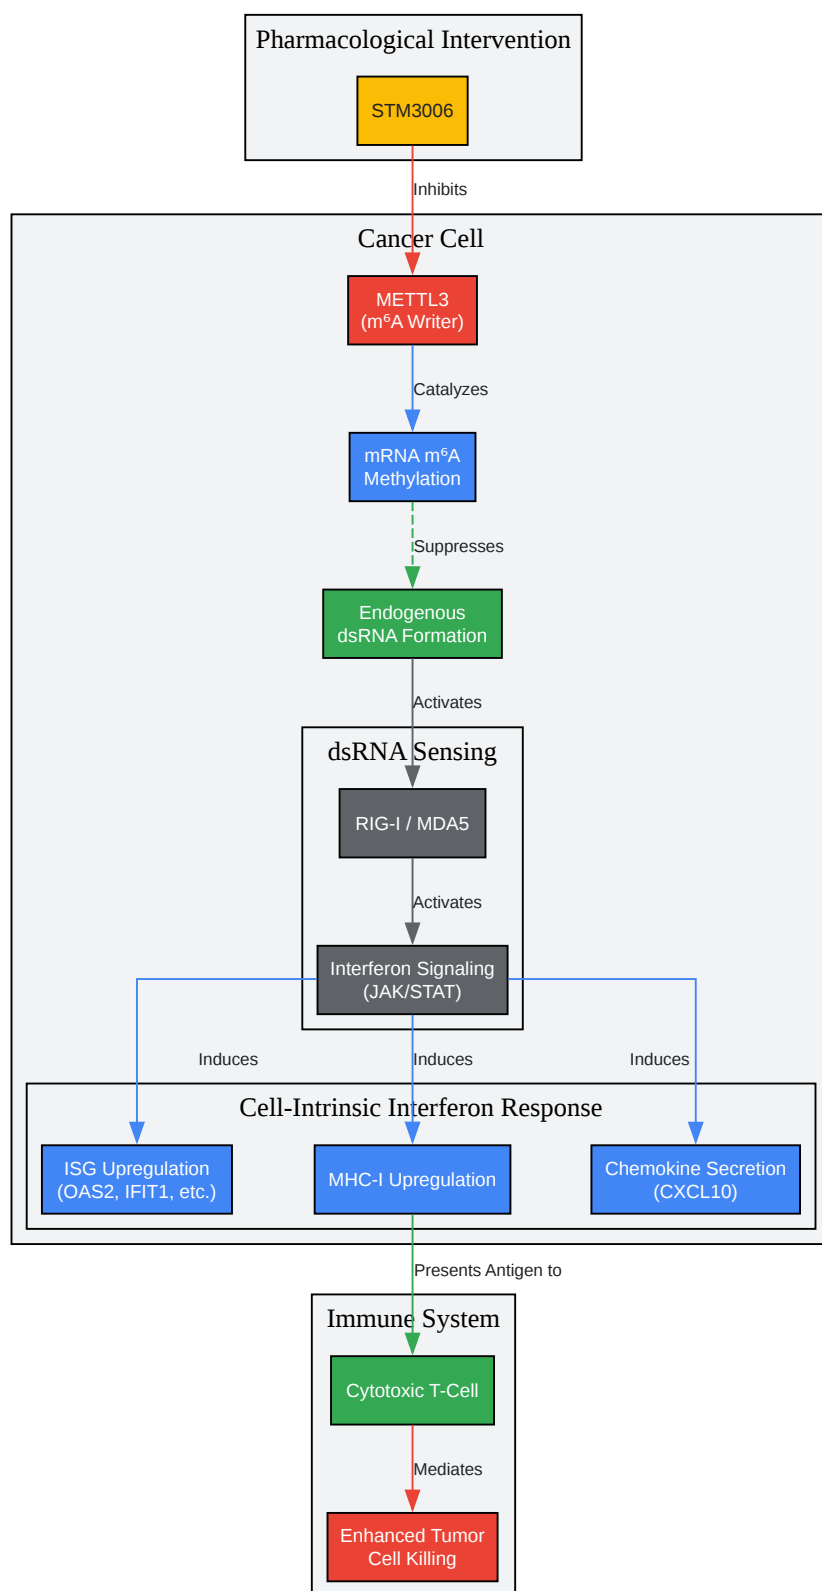 Pharmacological Intervention
STM3006
Inhibits
Cancer Cell
METTL3
(m⁶A Writer)
Catalyzes
mRNA m⁶A
Methylation
Suppresses
Endogenous
dsRNA Formation
Activates
dsRNA Sensing
RIG-I / MDA5
Activates
Interferon Signaling
(JAK/STAT)
Induces
Induces
Induces
Cell-Intrinsic Interferon Response
ISG Upregulation
(OAS2, IFIT1, etc.)
MHC-I Upregulation
Chemokine Secretion
(CXCL10)
Presents Antigen to
Immune System
Cytotoxic T-Cell
Mediates
Enhanced Tumor
Cell Killing